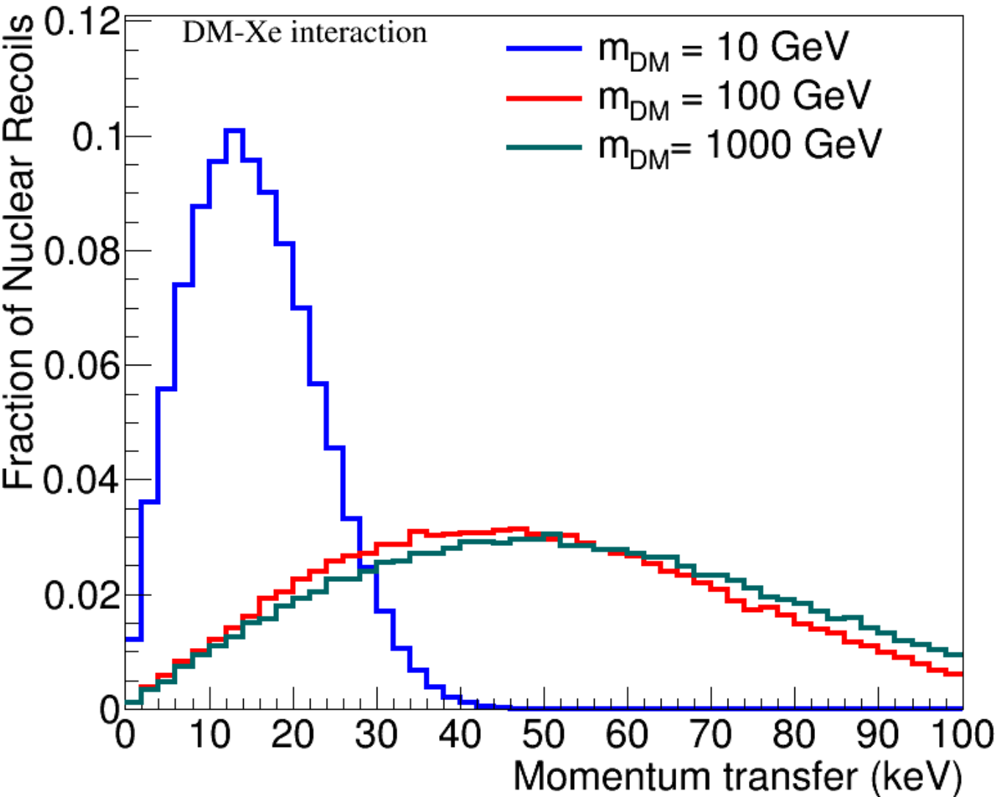 Fraction of Nuclear Recoils
0.12
0.1
0.08
0.06
0.04
0.02
0
DM-Xe interaction
m_DM = 10 GeV
m_DM = 100 GeV
m_DM= 1000 GeV
0 10 20 30 40 50 60 70 80 90 100
Momentum transfer (keV)